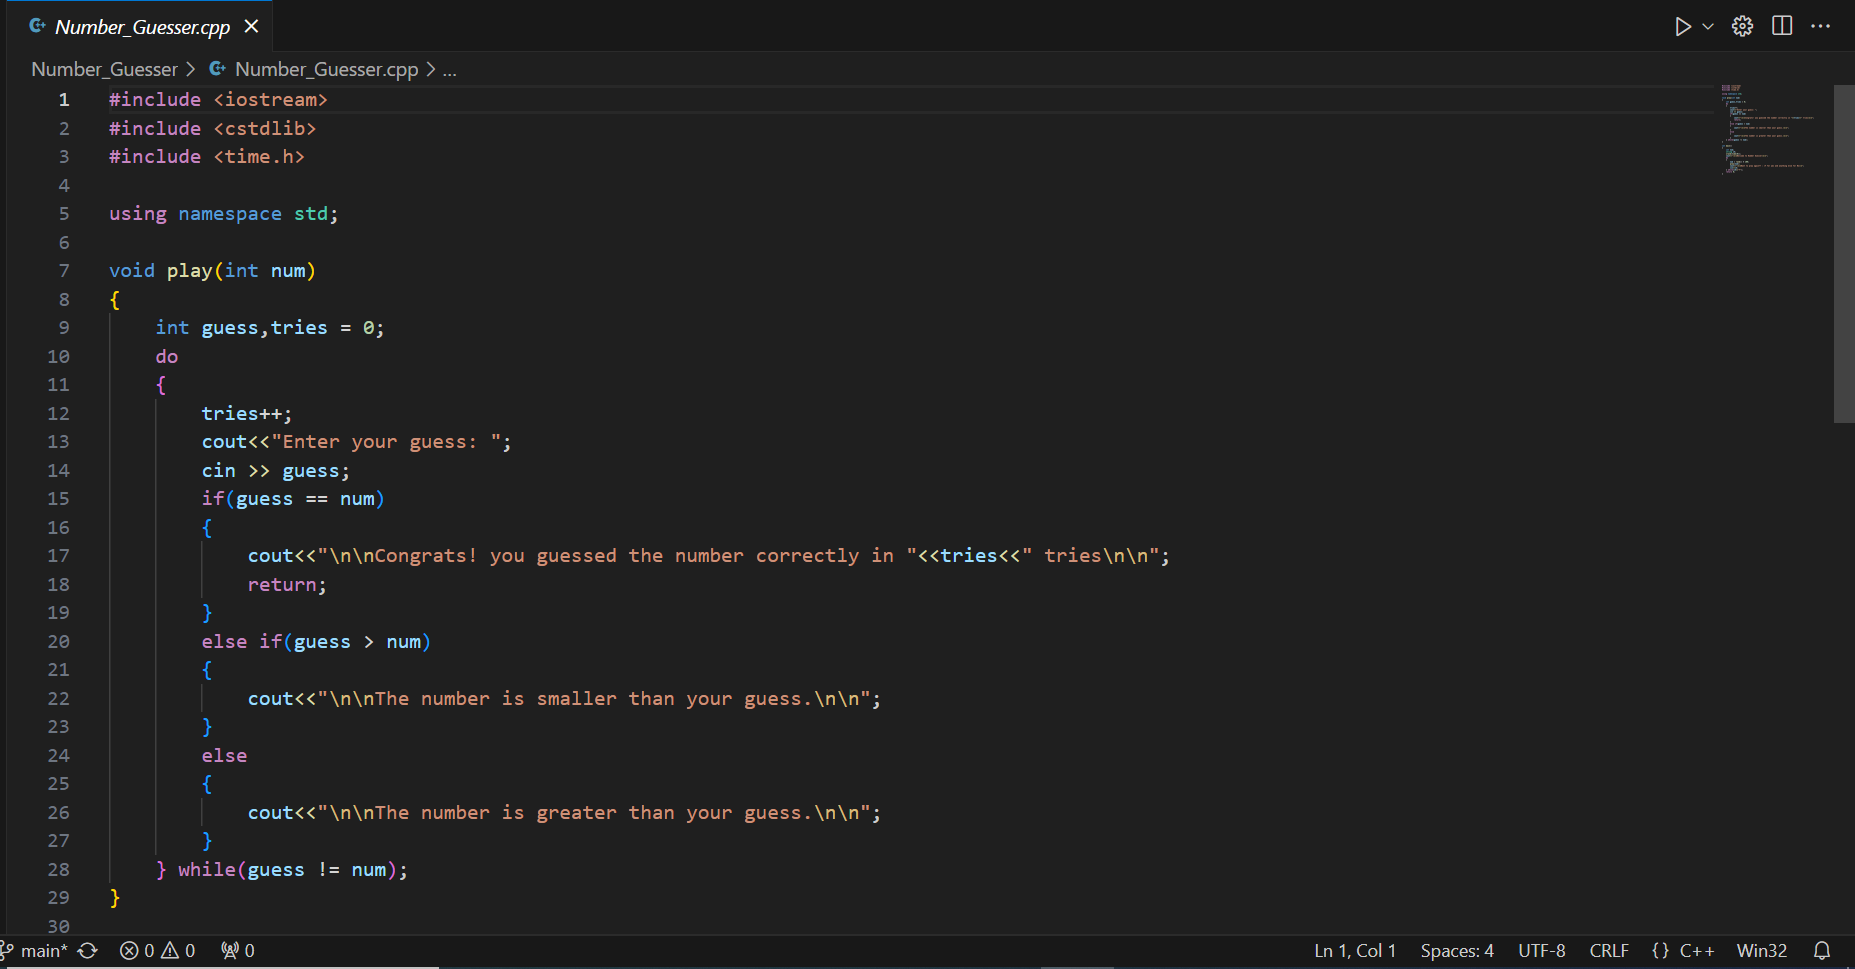 Number_Guesser.cpp
Number_Guesser > Number_Guesser.cpp > ...
1 #include <iostream>
2 #include <cstdlib>
3 #include <time.h>
4
5 using namespace std;
6
7 void play(int num)
8 {
9 int guess,tries = 0;
10 do
11 {
12 tries++;
13 cout<<"Enter your guess: ";
14 cin >> guess;
15 if(guess == num)
16 {
17 cout<<"\n\nCongrats! you guessed the number correctly in "<<tries<<" tries\n\n";
18 return;
19 }
20 else if(guess > num)
21 {
22 cout<<"\n\nThe number is smaller than your guess.\n\n";
23 }
24 else
25 {
26 cout<<"\n\nThe number is greater than your guess.\n\n";
27 }
28 } while(guess != num);
29 }
30
main* 0 0 0 Ln 1, Col 1 Spaces: 4 UTF-8 CRLF {} C++ Win32